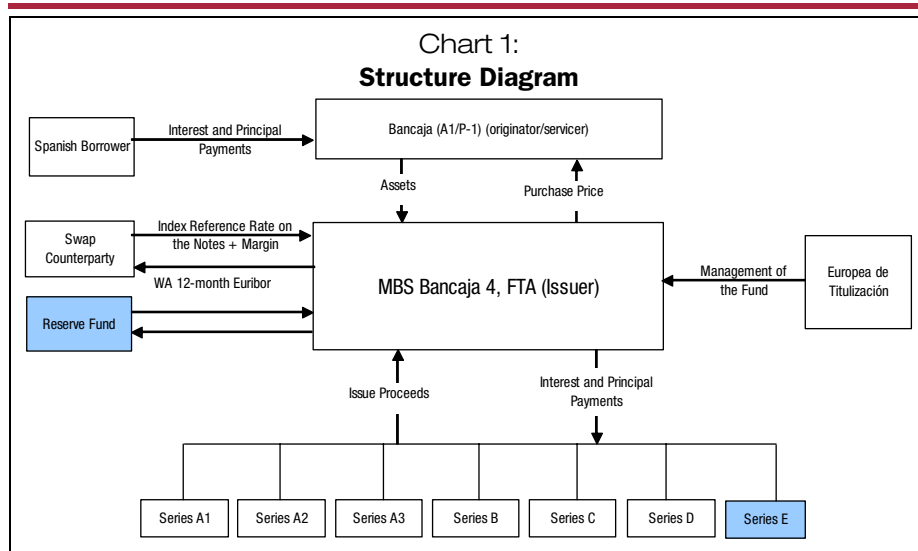 Chart 1:
Structure Diagram
Spanish Borrower
Interest and Principal
Payments
Bancaja (A1/P-1) (originator/servicer)
Assets
Purchase Price
Swap
Counterparty
Index Reference Rate on
the Notes + Margin
WA 12-month Euribor
Reserve Fund
MBS Bancaja 4, FTA (Issuer)
Management of
the Fund
Europea de
Titulización
Issue Proceeds
Interest and Principal
Payments
Series A1
Series A2
Series A3
Series B
Series C
Series D
Series E